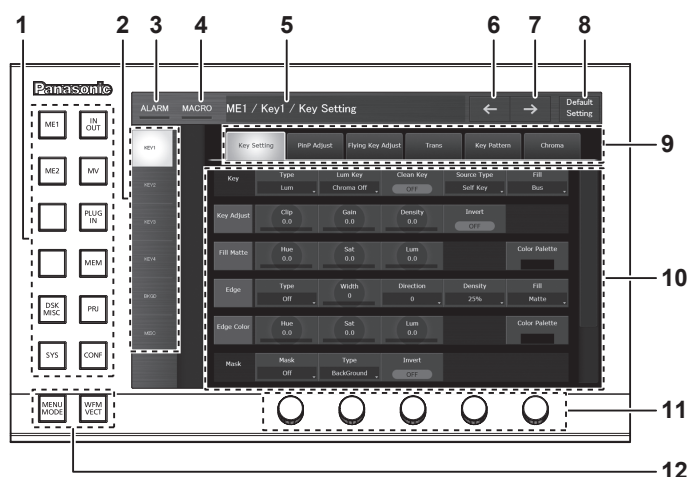 1
2
3
4
5
6
7
8
Panasonic
ALARM
MACRO
ME1 / Key1 / Key Setting
← →
Default
Setting
ME1
IN
OUT
ME2
MV
PLUG
IN
MEM
DSK
MISC
PRJ
SYS
CONF
MENU
MODE
WFM
VECT
KEY1
KEY2
KEY3
KEY4
BKGD
MISC
Key Setting
PinP Adjust
Flying Key Adjust
Trans
Key Pattern
Chroma
9
Key
Type
Lum
Lum Key
Chroma Off
Clean Key
OFF
Source Type
Self Key
Fill
Bus
Key Adjust
Clip
0.0
Gain
0.0
Density
0.0
Invert
OFF
Fill Matte
Hue
0.0
Sat
0.0
Lum
0.0
Color Palette
Edge
Type
Off
Width
0
Direction
0
Density
25%
Fill
Matte
10
Edge Color
Hue
0.0
Sat
0.0
Lum
0.0
Color Palette
Mask
Mask
Off
Type
BackGround
Invert
OFF
11
12